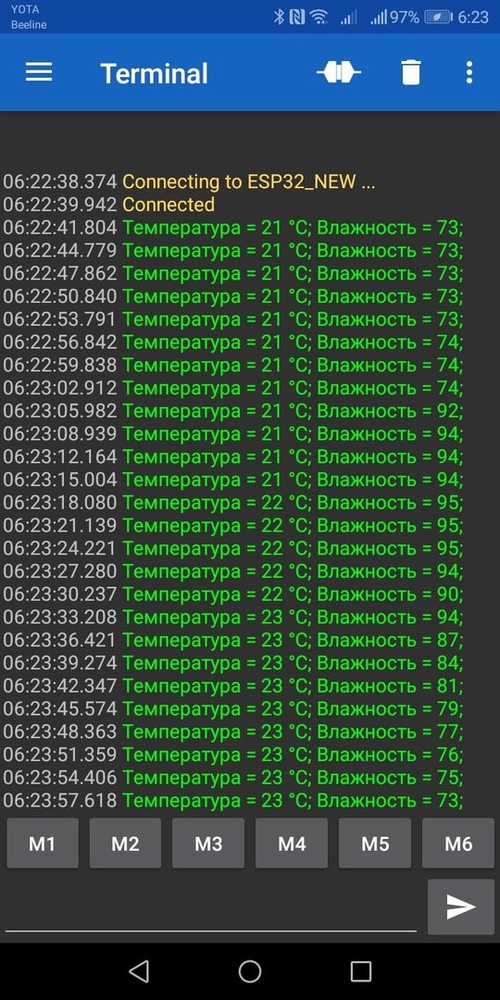 YOTA
Beeline
97% 6:23
Terminal
06:22:38.374 Connecting to ESP32_NEW ...
06:22:39.942 Connected
06:22:41.804 Температура = 21 °C; Влажность = 73;
06:22:44.779 Температура = 21 °C; Влажность = 73;
06:22:47.862 Температура = 21 °C; Влажность = 73;
06:22:50.840 Температура = 21 °C; Влажность = 73;
06:22:53.791 Температура = 21 °C; Влажность = 73;
06:22:56.842 Температура = 21 °C; Влажность = 74;
06:22:59.838 Температура = 21 °C; Влажность = 74;
06:23:02.912 Температура = 21 °C; Влажность = 74;
06:23:05.982 Температура = 21 °C; Влажность = 92;
06:23:08.939 Температура = 21 °C; Влажность = 94;
06:23:12.164 Температура = 21 °C; Влажность = 94;
06:23:15.004 Температура = 21 °C; Влажность = 94;
06:23:18.080 Температура = 22 °C; Влажность = 95;
06:23:21.139 Температура = 22 °C; Влажность = 95;
06:23:24.221 Температура = 22 °C; Влажность = 95;
06:23:27.280 Температура = 22 °C; Влажность = 94;
06:23:30.237 Температура = 22 °C; Влажность = 90;
06:23:33.208 Температура = 23 °C; Влажность = 94;
06:23:36.421 Температура = 23 °C; Влажность = 87;
06:23:39.274 Температура = 23 °C; Влажность = 84;
06:23:42.347 Температура = 23 °C; Влажность = 81;
06:23:45.574 Температура = 23 °C; Влажность = 79;
06:23:48.363 Температура = 23 °C; Влажность = 77;
06:23:51.359 Температура = 23 °C; Влажность = 76;
06:23:54.406 Температура = 23 °C; Влажность = 75;
06:23:57.618 Температура = 23 °C; Влажность = 73;
M1 M2 M3 M4 M5 M6